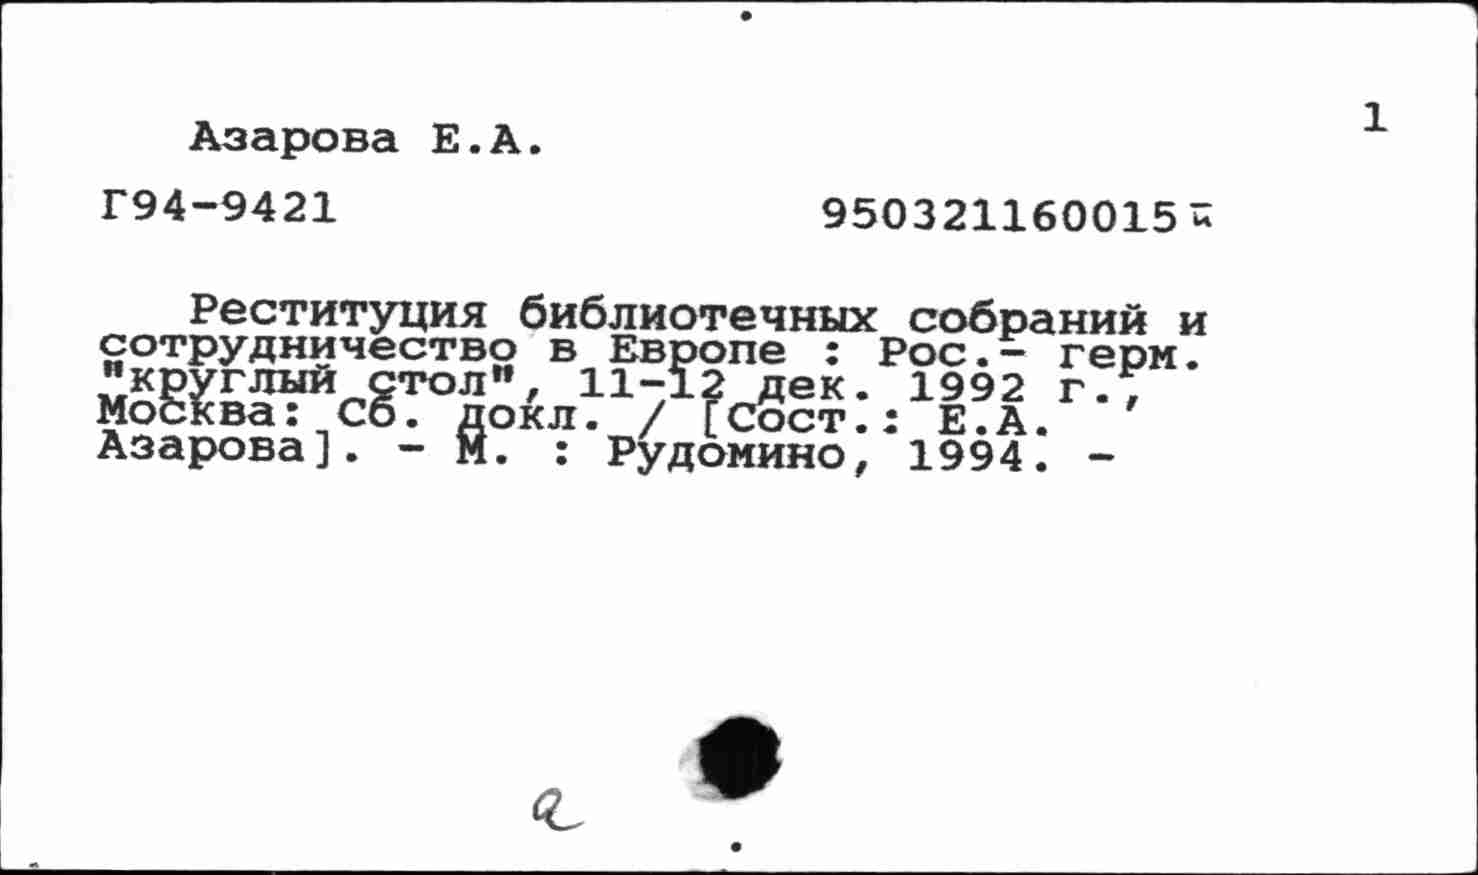 1
Азарова Е.А.
Г94-9421 950321160015
Реституция библиотечных собраний и
сотрудничество в Европе : Рос.- герм.
"круглый стол", 11-12 дек. 1992 г.,
Москва: Сб. докл. / [Сост.: Е.А.
Азарова]. - М. : Рудомино, 1994. -
а